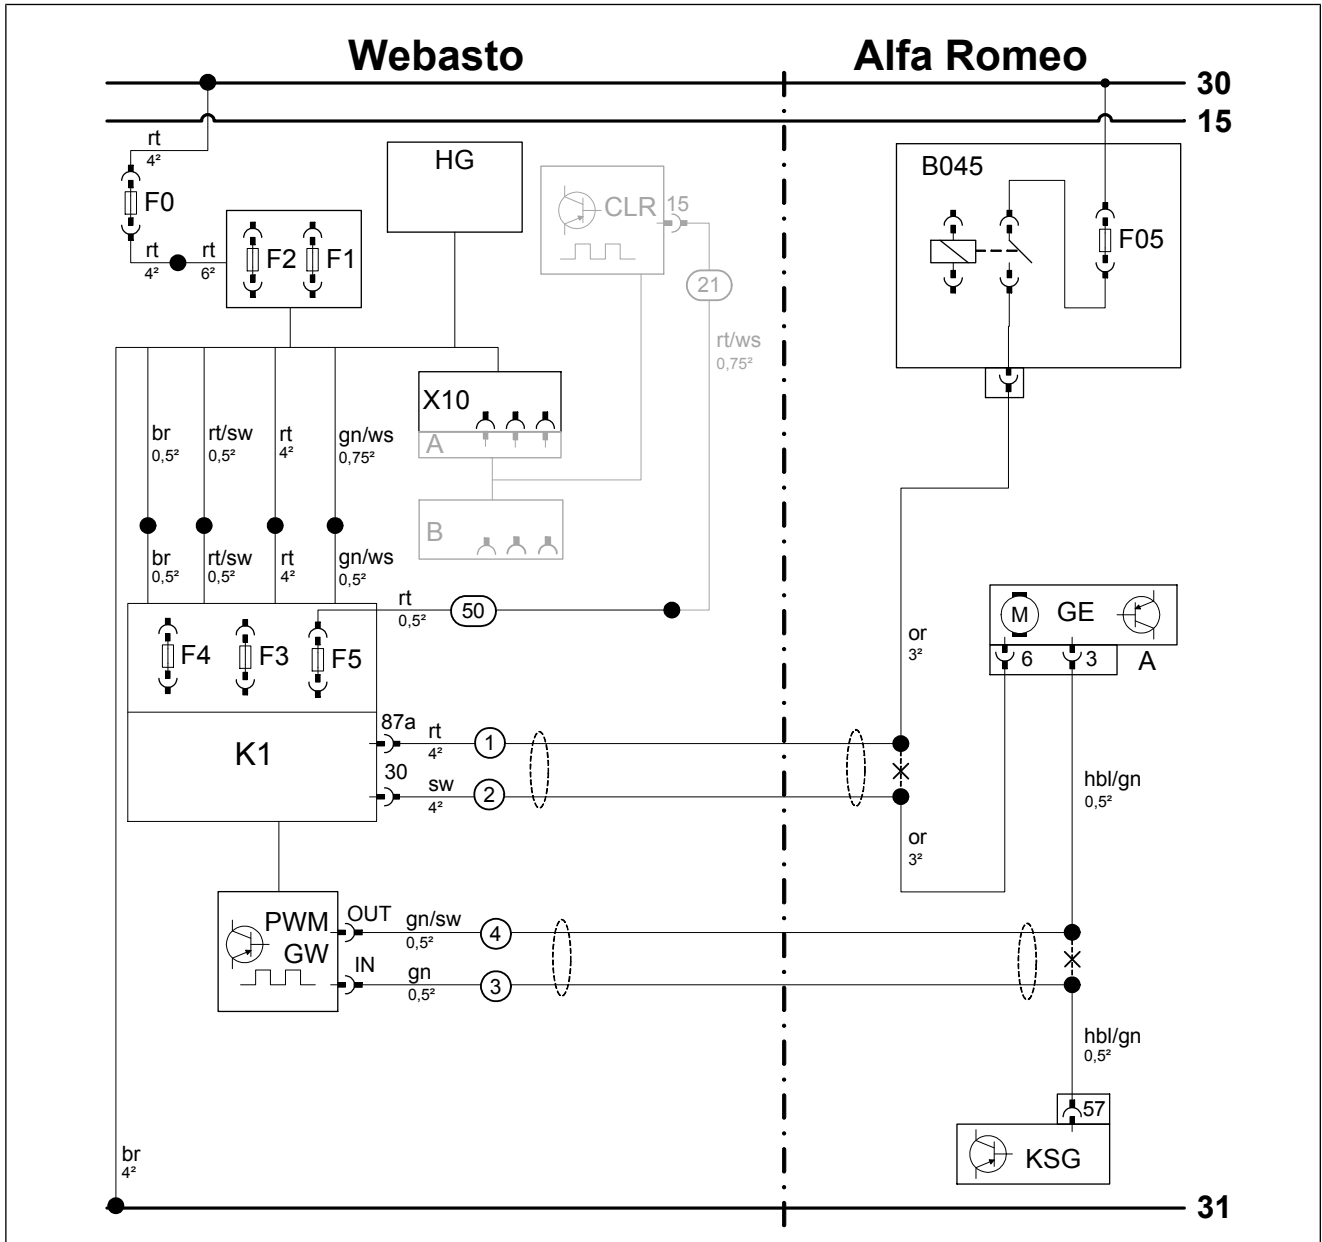 Webasto
Alfa Romeo
30
15
rt
4²
F0
rt
4²
rt
6²
F2
F1
HG
CLR
15
21
rt/ws
0,75²
B045
F05
X10
A
B
br
0,5²
rt/sw
0,5²
rt
4²
gn/ws
0,75²
br
0,5²
rt/sw
0,5²
rt
4²
gn/ws
0,5²
rt
0,5²
50
F4
F3
F5
K1
87a
rt
4²
1
30
sw
4²
2
or
3²
or
3²
M
GE
6
3
A
hbl/gn
0,5²
PWM
GW
OUT
gn/sw
0,5²
4
IN
gn
0,5²
3
hbl/gn
0,5²
57
KSG
br
4²
31